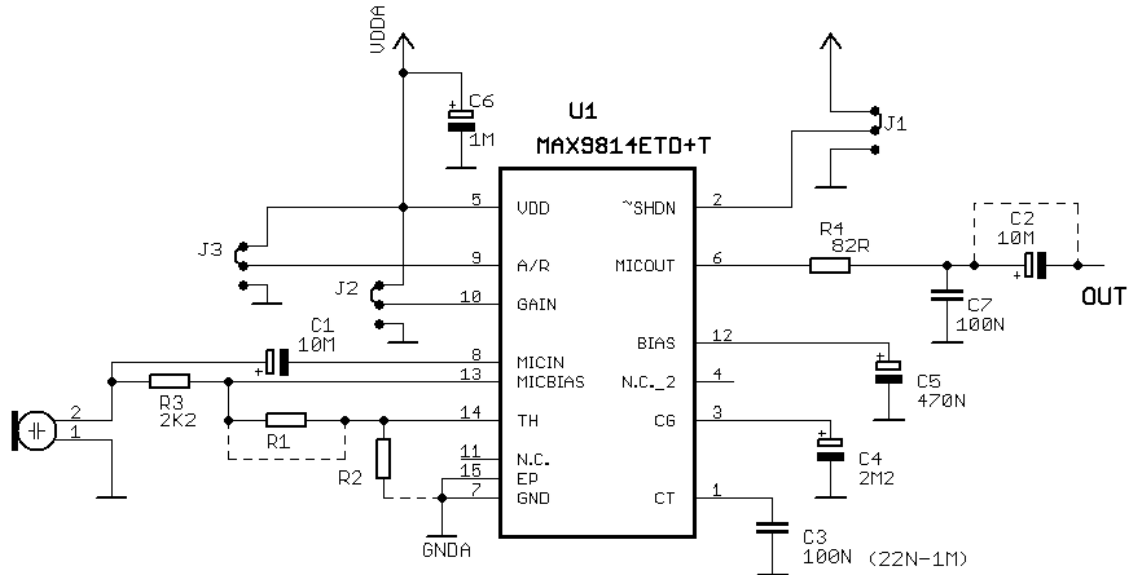 VDDA
C6
+
1M
U1
MAX9814ETD+T
J1
5 VDD
~SHDN 2
J3
9 A/R
MICOUT 6
R4
82R
C2
10M
+
OUT
J2
10 GAIN
C7
100N
C1
10M
+
8 MICIN
BIAS 12
13 MICBIAS
N.C._2 4
+
C5
470N
R3
2K2
2
1
R1
14 TH
CG 3
+
C4
2M2
R2
11 N.C.
15 EP
7 GND
CT 1
GNDA
C3
100N (22N-1M)